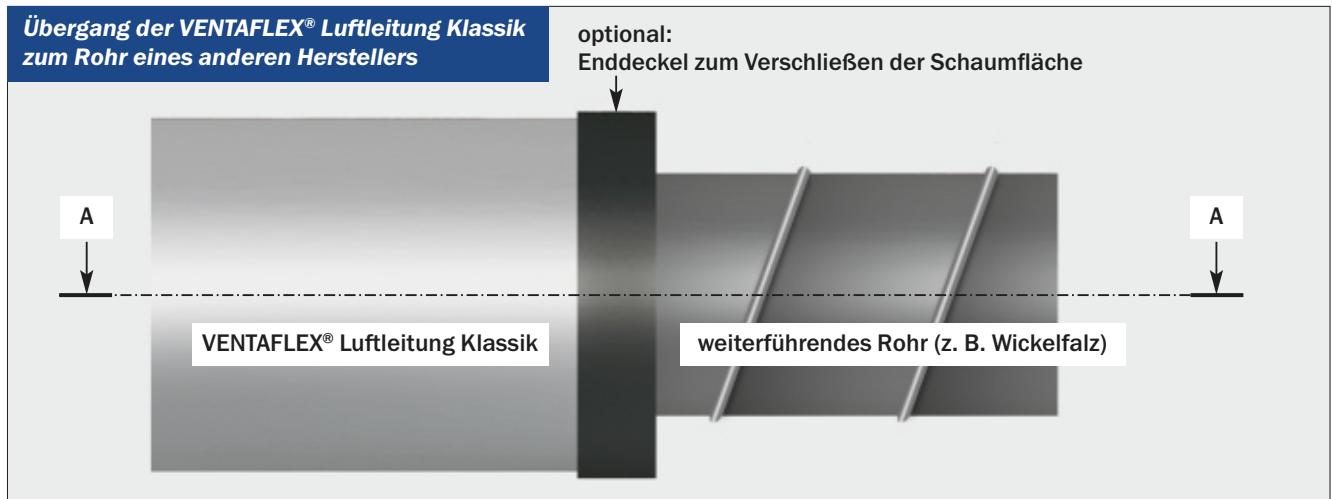 Übergang der VENTAFLEX® Luftleitung Klassik
zum Rohr eines anderen Herstellers
optional:
Enddeckel zum Verschließen der Schaumfläche
A
A
VENTAFLEX® Luftleitung Klassik
weiterführendes Rohr (z. B. Wickelfalz)